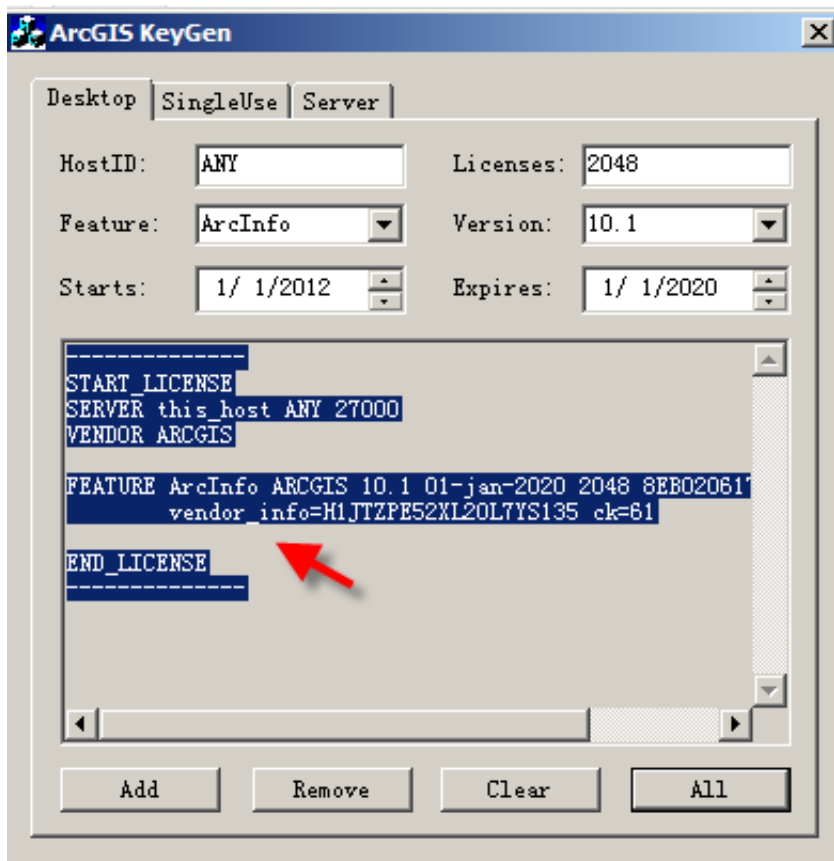 ArcGIS KeyGen
Desktop SingleUse Server
HostID: ANY Licenses: 2048
Feature: ArcInfo Version: 10.1
Starts: 1/ 1/2012 Expires: 1/ 1/2020
--------------
START_LICENSE
SERVER this_host ANY 27000
VENDOR ARCGIS
FEATURE ArcInfo ARCGIS 10.1 01-jan-2020 2048 8EB020617
vendor_info=H1JTZPE52XL20L7YS135 ck=61
END_LICENSE
--------------
Add Remove Clear All